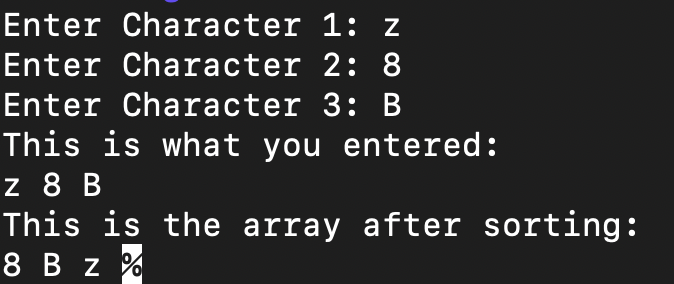 Enter Character 1: z
Enter Character 2: 8
Enter Character 3: B
This is what you entered:
z 8 B
This is the array after sorting:
8 B z %